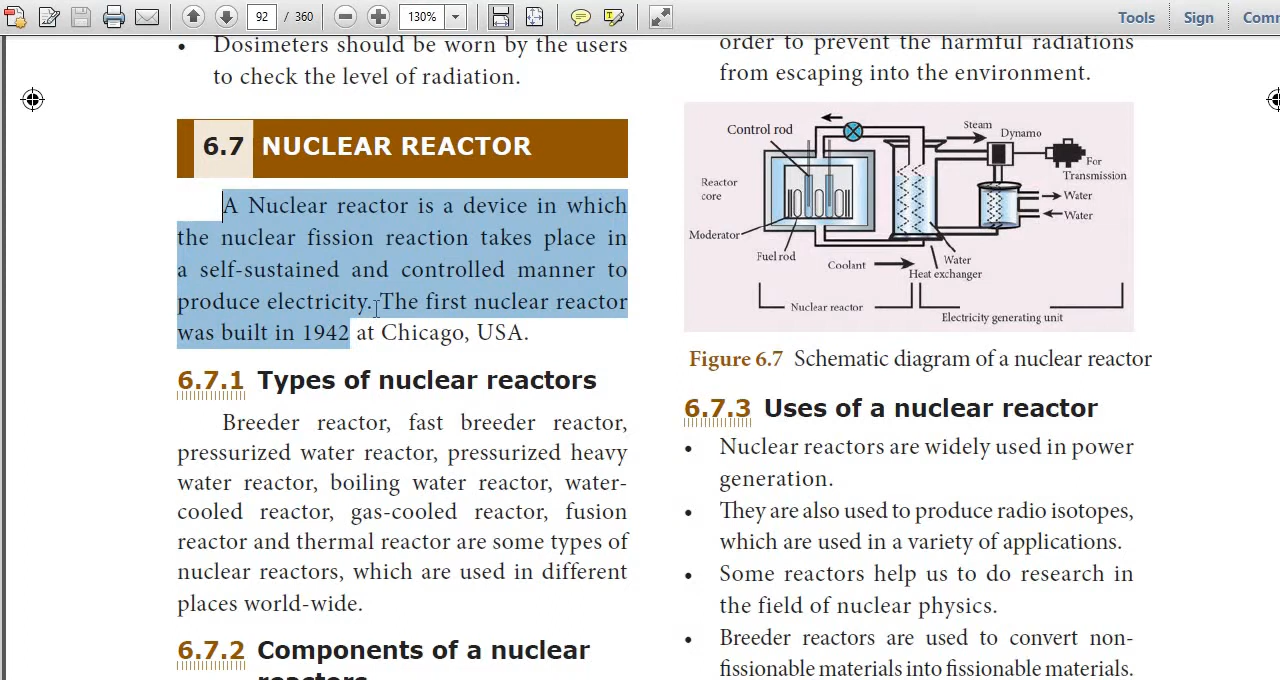 92 / 360
130%
Tools
Sign
Comm
• Dosimeters should be worn by the users
to check the level of radiation.
6.7 NUCLEAR REACTOR
A Nuclear reactor is a device in which
the nuclear fission reaction takes place in
a self-sustained and controlled manner to
produce electricity. The first nuclear reactor
was built in 1942 at Chicago, USA.
6.7.1 Types of nuclear reactors
Breeder reactor, fast breeder reactor,
pressurized water reactor, pressurized heavy
water reactor, boiling water reactor, water-
cooled reactor, gas-cooled reactor, fusion
reactor and thermal reactor are some types of
nuclear reactors, which are used in different
places world-wide.
6.7.2 Components of a nuclear
reactors
order to prevent the harmful radiations
from escaping into the environment.
Control rod
Steam
Dynamo
For
Transmission
Reactor
core
Water
Water
Moderator
Fuel rod
Coolant
Water
Heat exchanger
Nuclear reactor
Electricity generating unit
Figure 6.7 Schematic diagram of a nuclear reactor
6.7.3 Uses of a nuclear reactor
• Nuclear reactors are widely used in power
generation.
• They are also used to produce radio isotopes,
which are used in a variety of applications.
• Some reactors help us to do research in
the field of nuclear physics.
• Breeder reactors are used to convert non-
fissionable materials into fissionable materials.